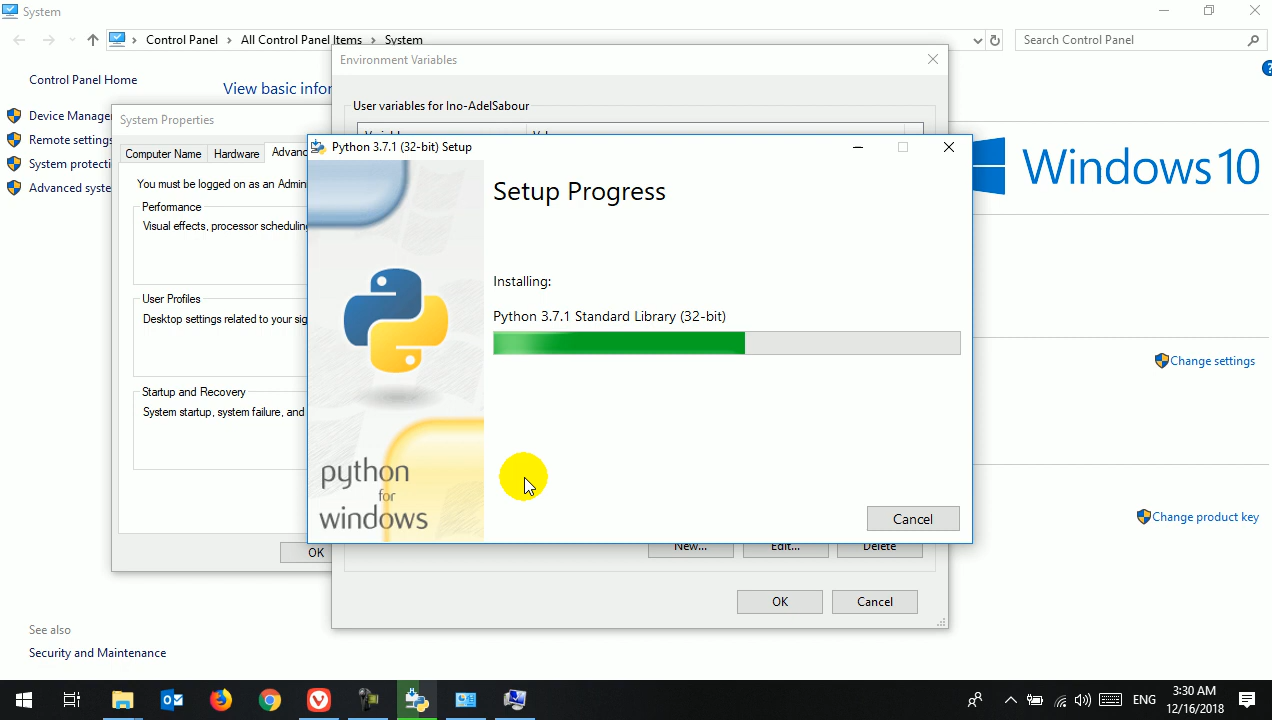 System
Control Panel
All Control Panel Items
System
Search Control Panel
Control Panel Home
Device Manage
Remote settings
System protecti
Advanced syste
View basic infor
Windows 10
Change settings
Change product key
See also
Security and Maintenance
System Properties
Computer Name
Hardware
Advanc
You must be logged on as an Admin
Performance
Visual effects, processor scheduling
User Profiles
Desktop settings related to your sig
Startup and Recovery
System startup, system failure, and
OK
Environment Variables
User variables for Ino-AdelSabour
New...
Edit...
Delete
OK
Cancel
Python 3.7.1 (32-bit) Setup
Setup Progress
Installing:
Python 3.7.1 Standard Library (32-bit)
python
for
windows
Cancel
ENG
3:30 AM
12/16/2018